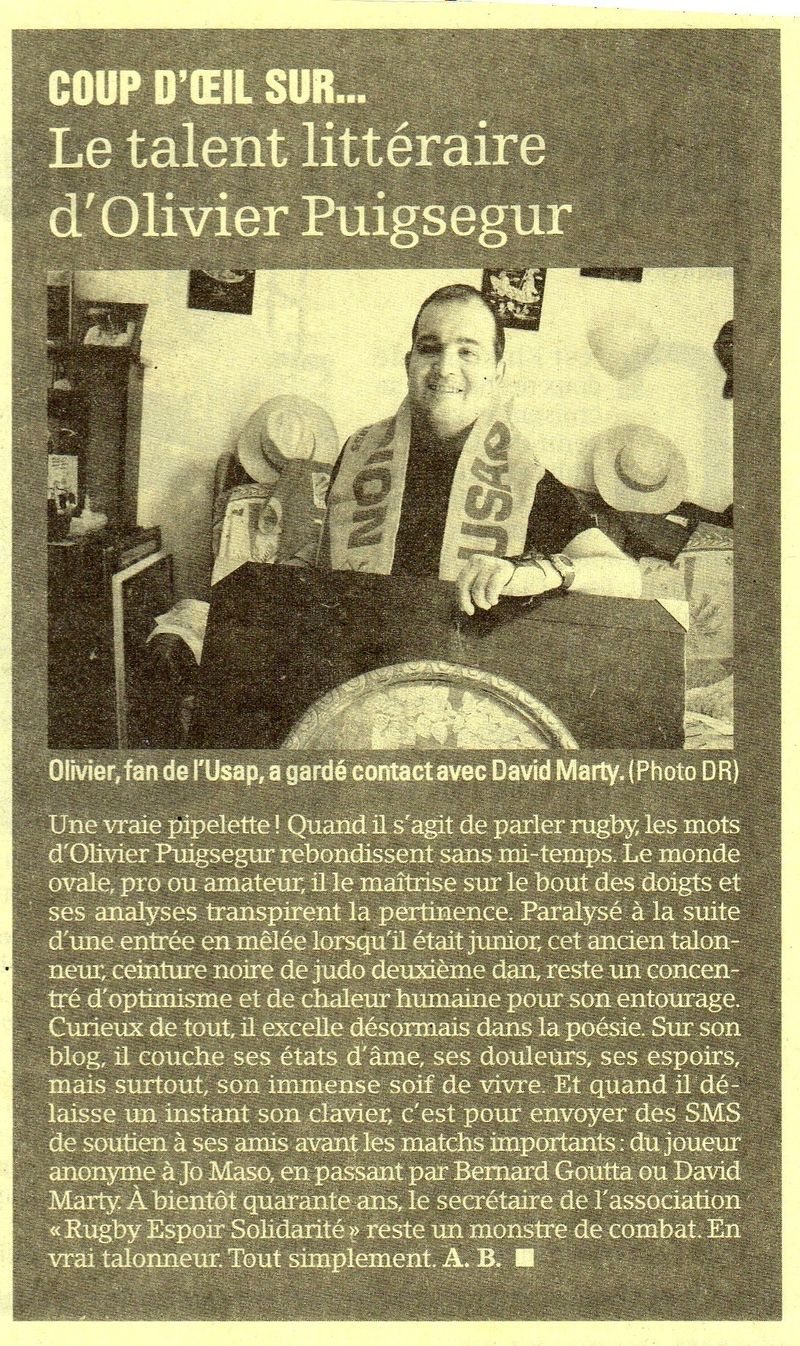 COUP D'ŒIL SUR...
Le talent littéraire
d'Olivier Puigsegur
NOIR
USAP
Olivier, fan de l'Usap, a gardé contact avec David Marty. (Photo DR)
Une vraie pipelette ! Quand il s'agit de parler rugby, les mots
d'Olivier Puigsegur rebondissent sans mi-temps. Le monde
ovale, pro ou amateur, il le maîtrise sur le bout des doigts et
ses analyses transpirent la pertinence. Paralysé à la suite
d'une entrée en mêlée lorsqu'il était junior, cet ancien talon-
neur, ceinture noire de judo deuxième dan, reste un concen-
tré d'optimisme et de chaleur humaine pour son entourage.
Curieux de tout, il excelle désormais dans la poésie. Sur son
blog, il couche ses états d'âme, ses douleurs, ses espoirs,
mais surtout, son immense soif de vivre. Et quand il dé-
laisse un instant son clavier, c'est pour envoyer des SMS
de soutien à ses amis avant les matchs importants : du joueur
anonyme à Jo Maso, en passant par Bernard Goutta ou David
Marty. À bientôt quarante ans, le secrétaire de l'association
« Rugby Espoir Solidarité » reste un monstre de combat. En
vrai talonneur. Tout simplement. A. B. ■